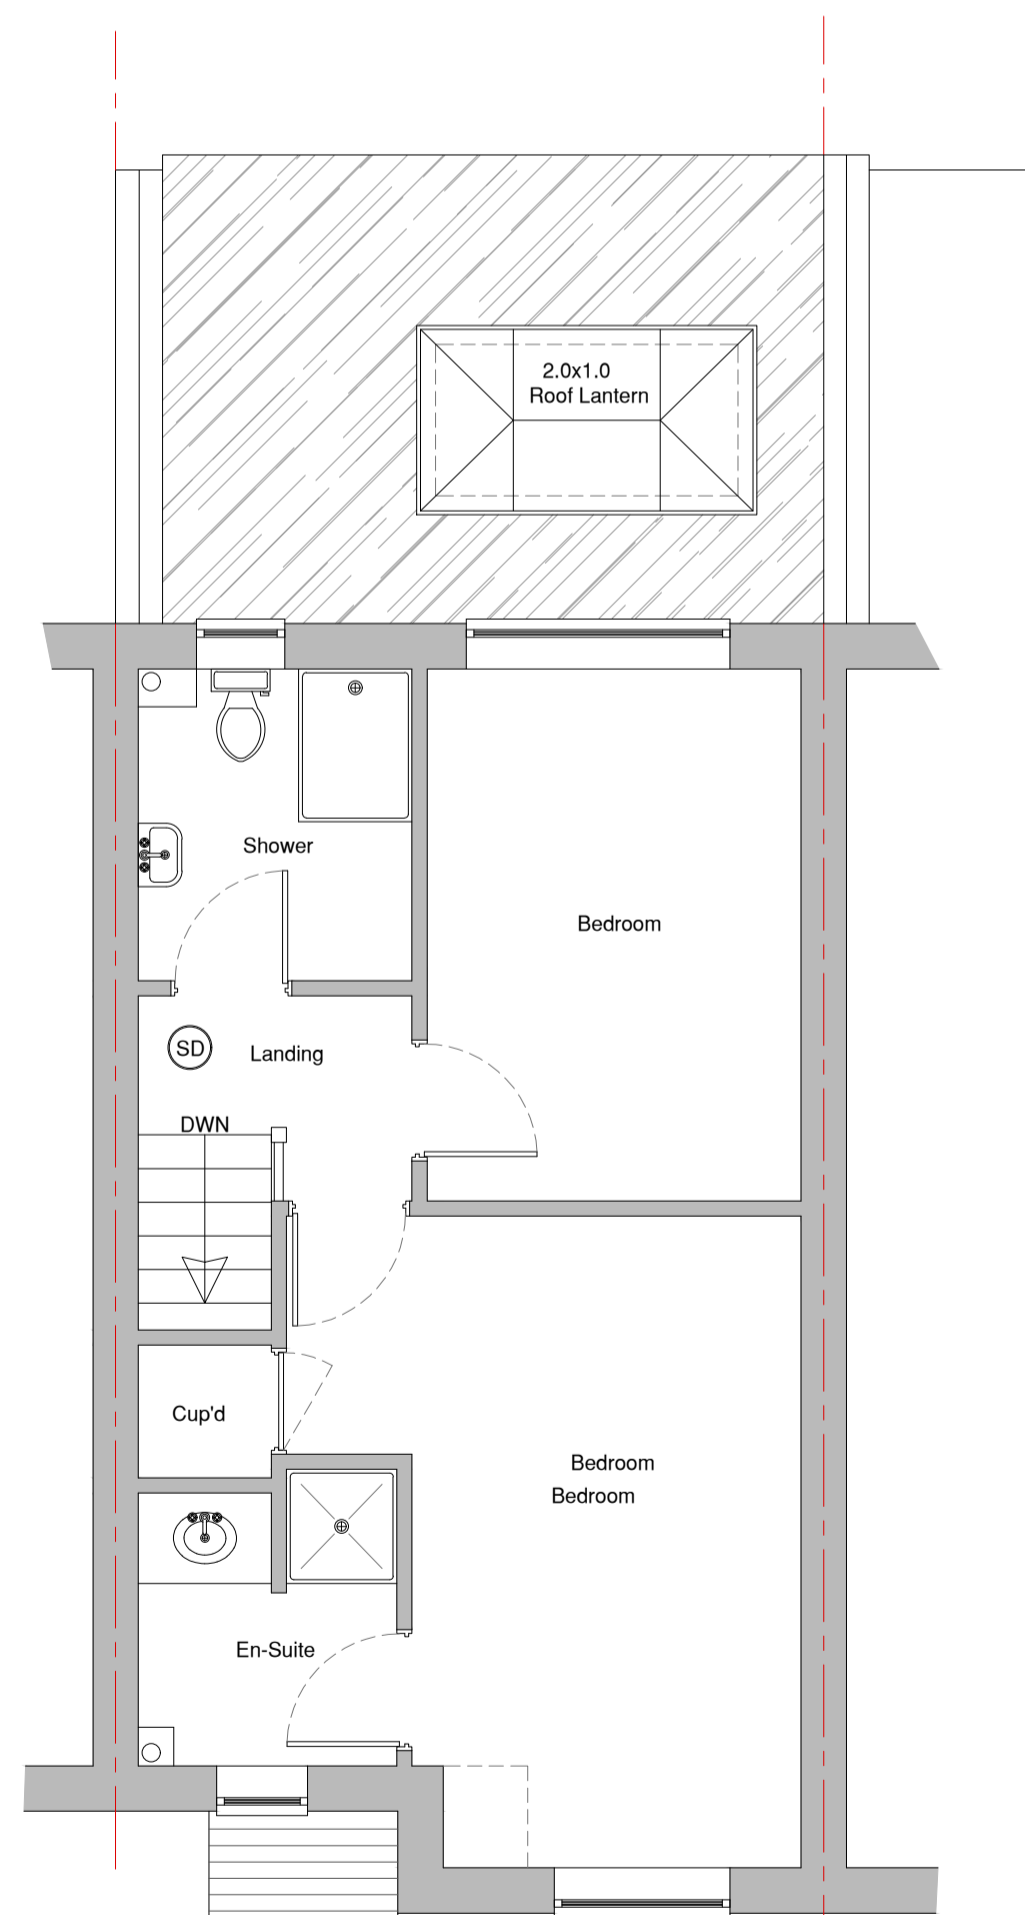 2.0x1.0
Roof Lantern
Shower
Bedroom
SD
Landing
DWN
Cup'd
Bedroom
Bedroom
En-Suite